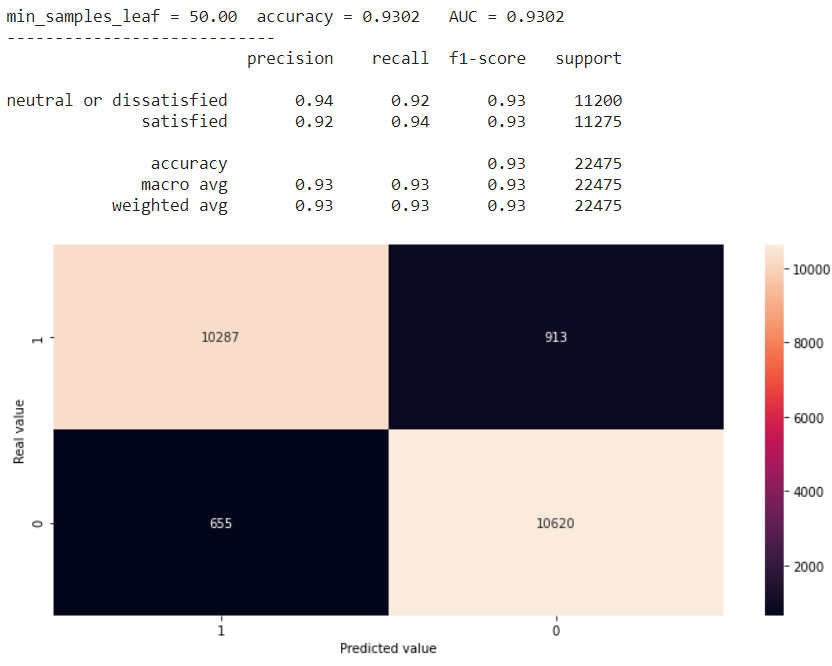 min_samples_leaf = 50.00 accuracy = 0.9302 AUC = 0.9302
----------------------------
precision recall f1-score support
neutral or dissatisfied 0.94 0.92 0.93 11200
satisfied 0.92 0.94 0.93 11275
accuracy 0.93 22475
macro avg 0.93 0.93 0.93 22475
weighted avg 0.93 0.93 0.93 22475
10000
8000
6000
4000
2000
Real value
1
0
10287 913
655 10620
1 0
Predicted value